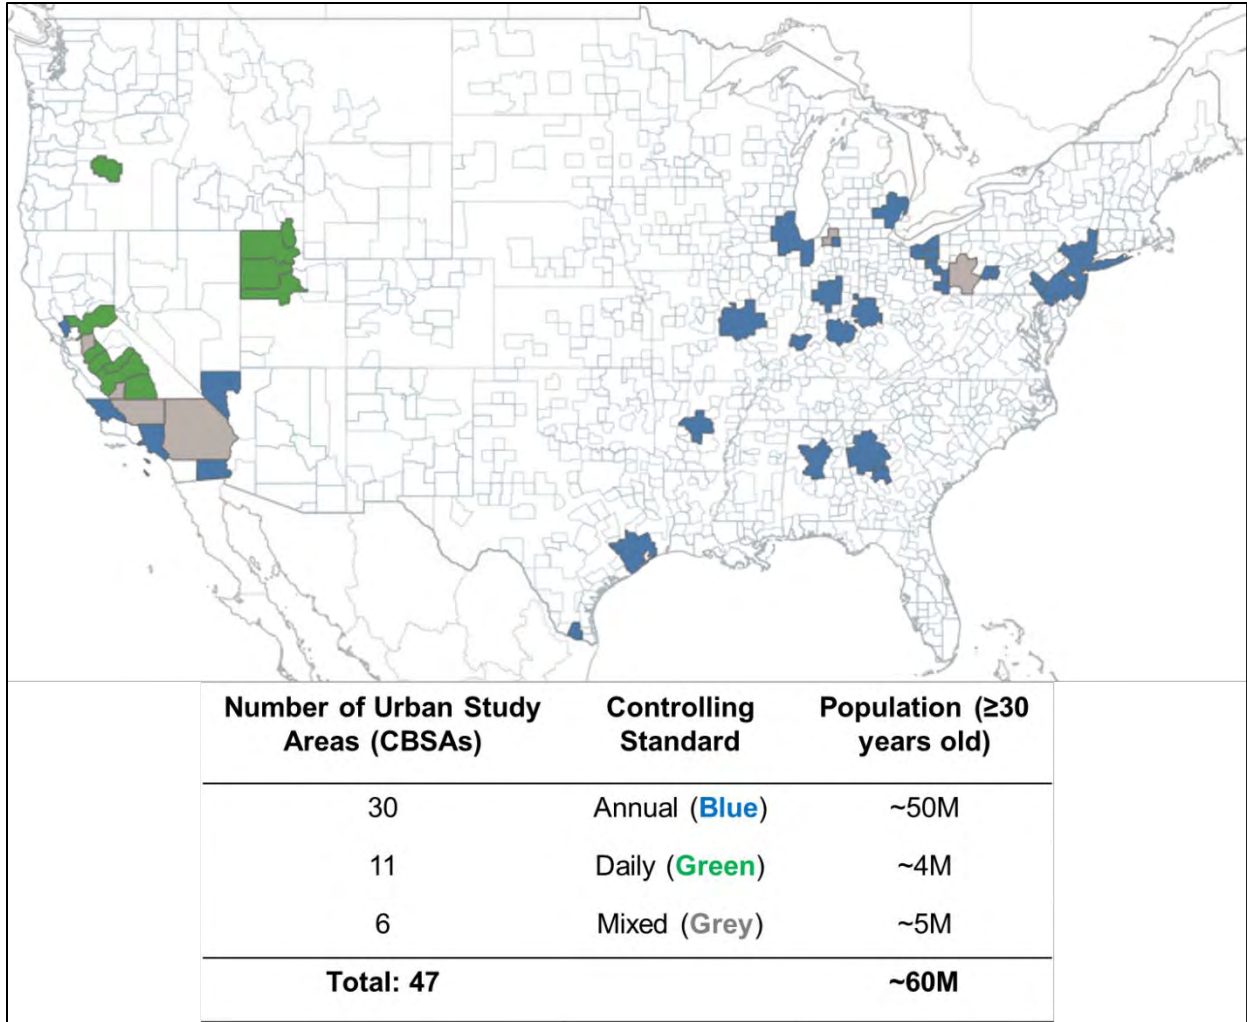 Number of Urban Study Controlling Population (≥30
Areas (CBSAs) Standard years old)
30 Annual (Blue) ~50M
11 Daily (Green) ~4M
6 Mixed (Grey) ~5M
Total: 47 ~60M